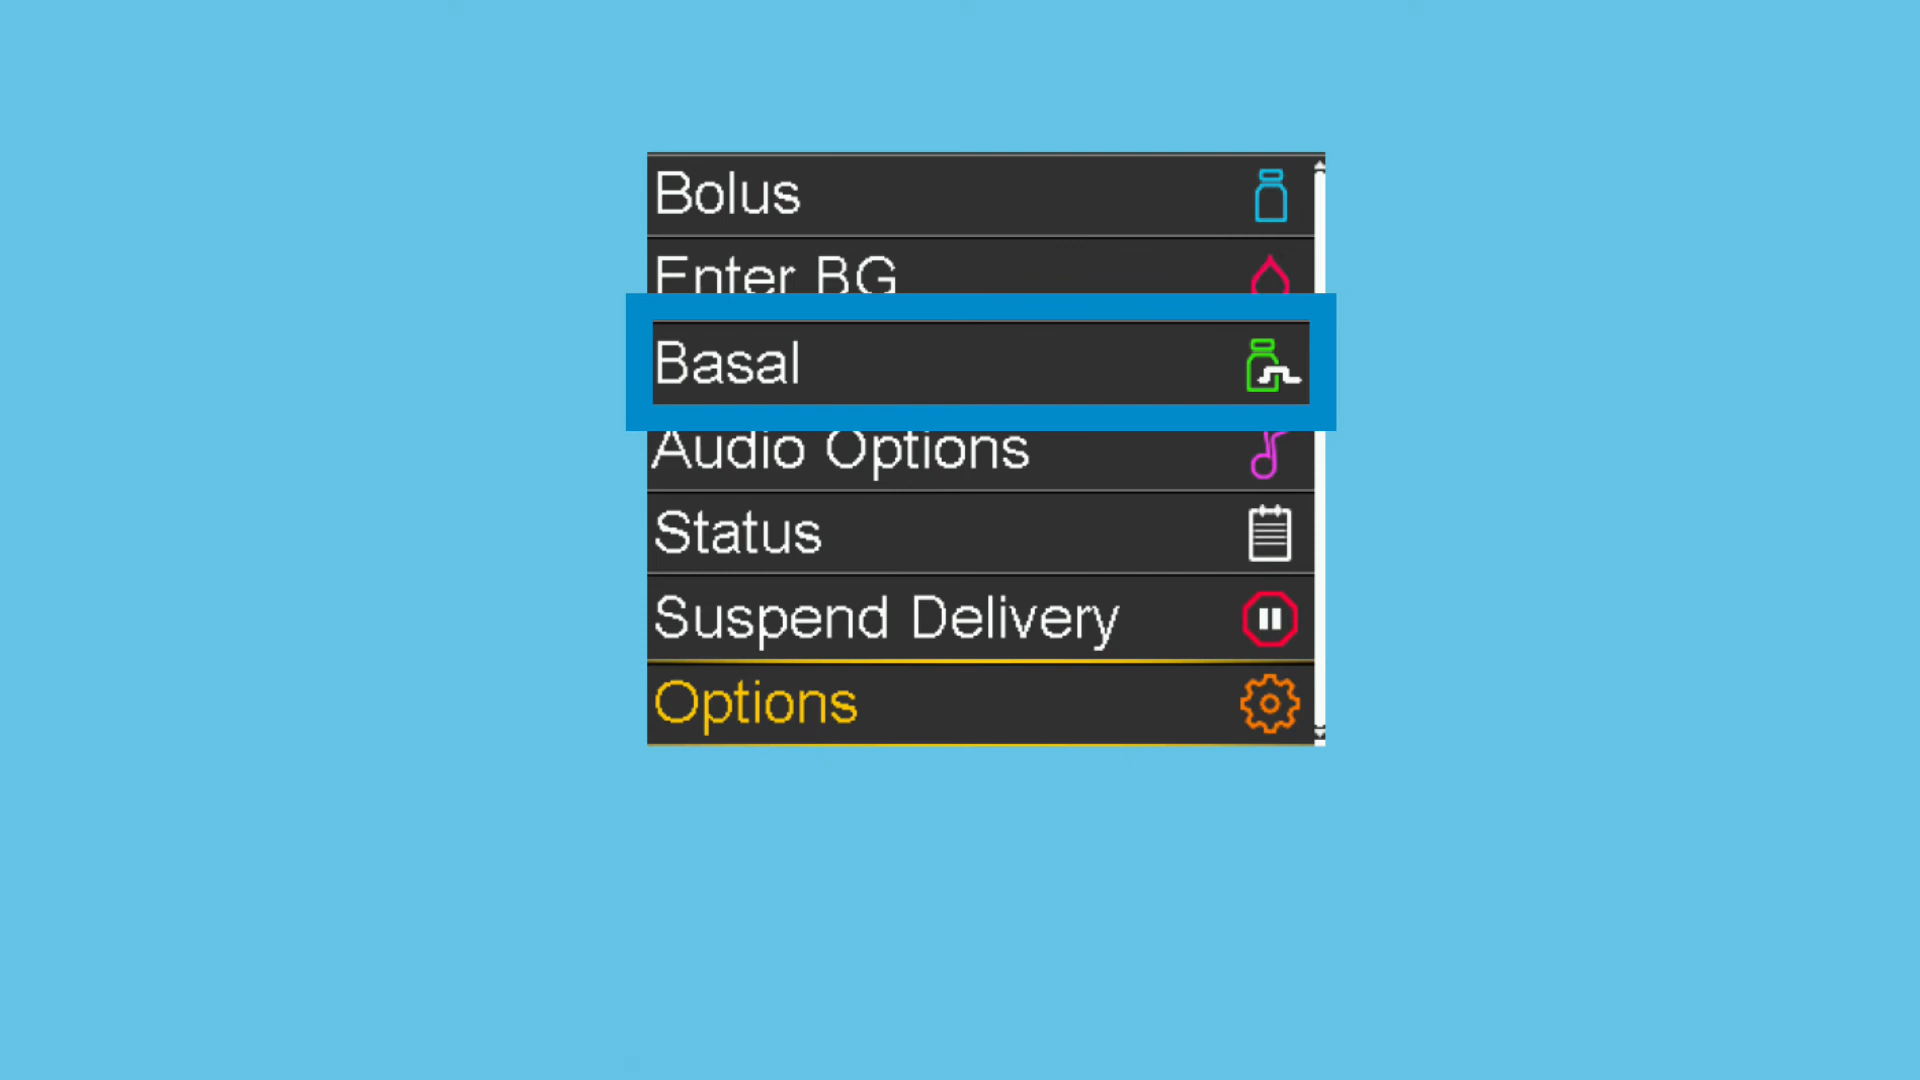 Bolus
Enter BG
Basal
Audio Options
Status
Suspend Delivery
Options